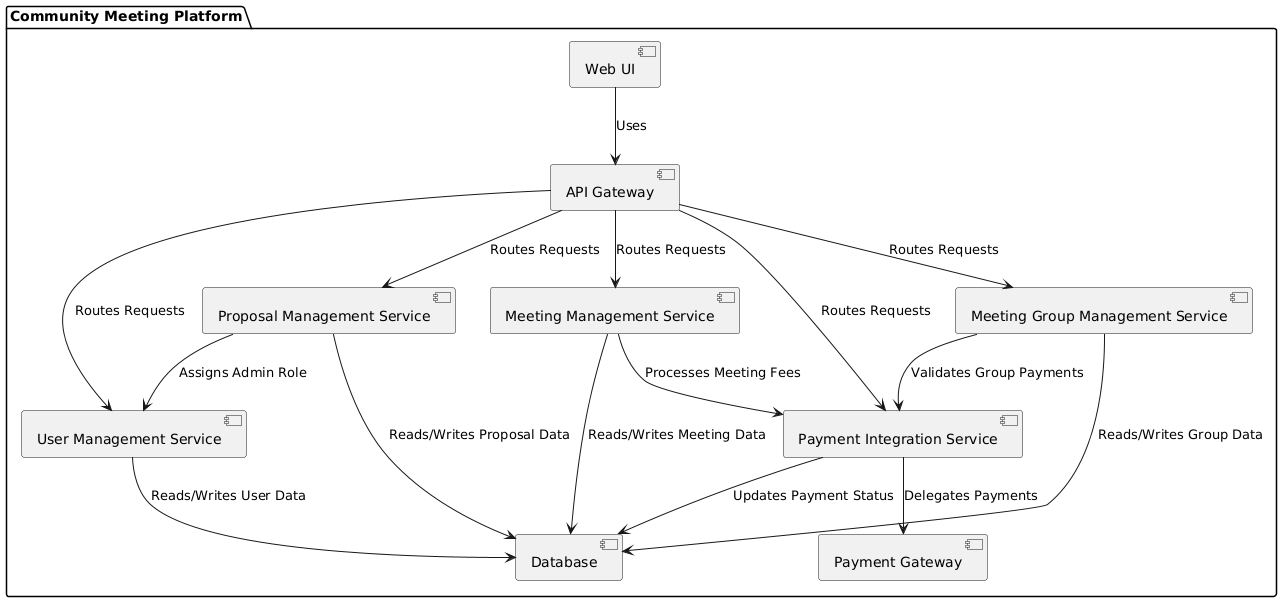 Community Meeting Platform
Web UI
Uses
API Gateway
Routes Requests
Routes Requests
Routes Requests
Routes Requests
Routes Requests
Proposal Management Service
Meeting Management Service
Meeting Group Management Service
Assigns Admin Role
Processes Meeting Fees
Validates Group Payments
User Management Service
Reads/Writes Proposal Data
Reads/Writes Meeting Data
Payment Integration Service
Reads/Writes Group Data
Reads/Writes User Data
Updates Payment Status
Delegates Payments
Database
Payment Gateway